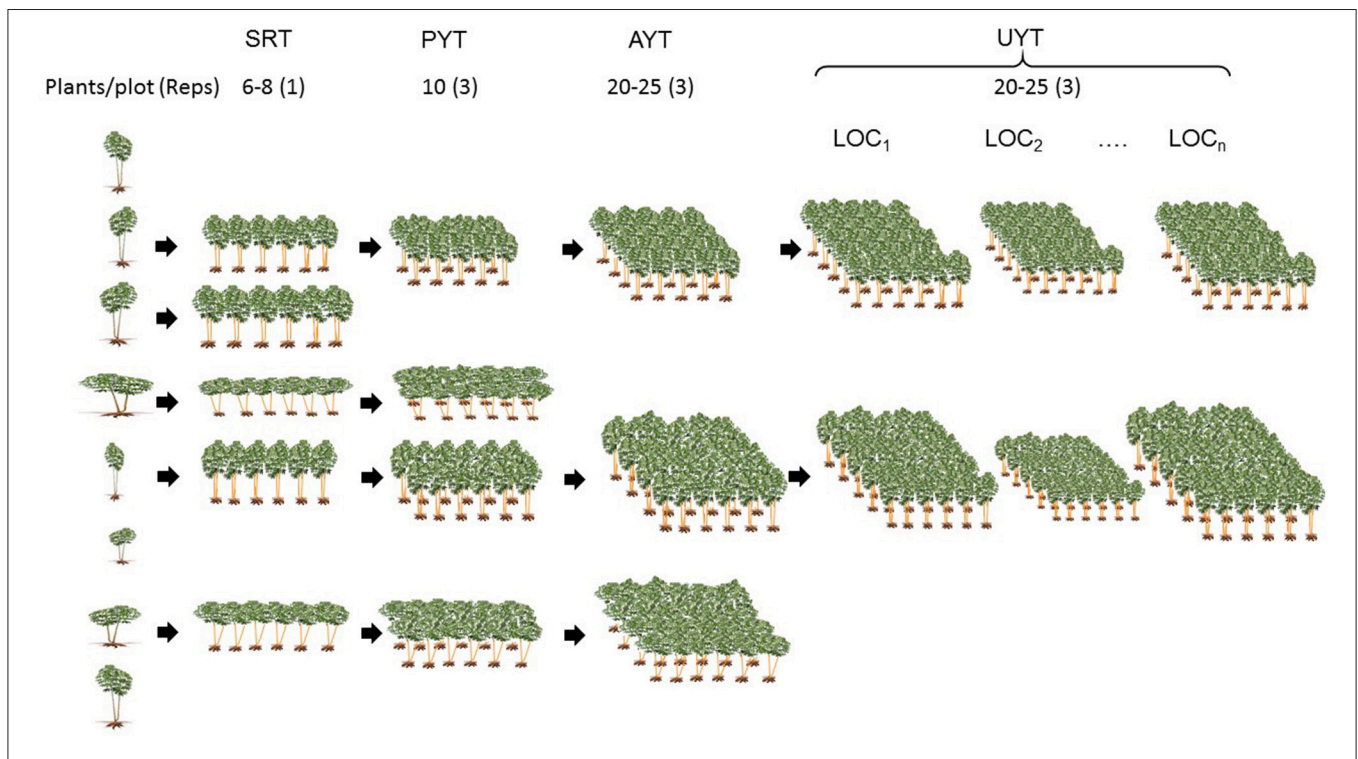 SRT PYT AYT UYT
Plants/plot (Reps) 6-8 (1) 10 (3) 20-25 (3) 20-25 (3)
LOC1 LOC2 .... LOCn